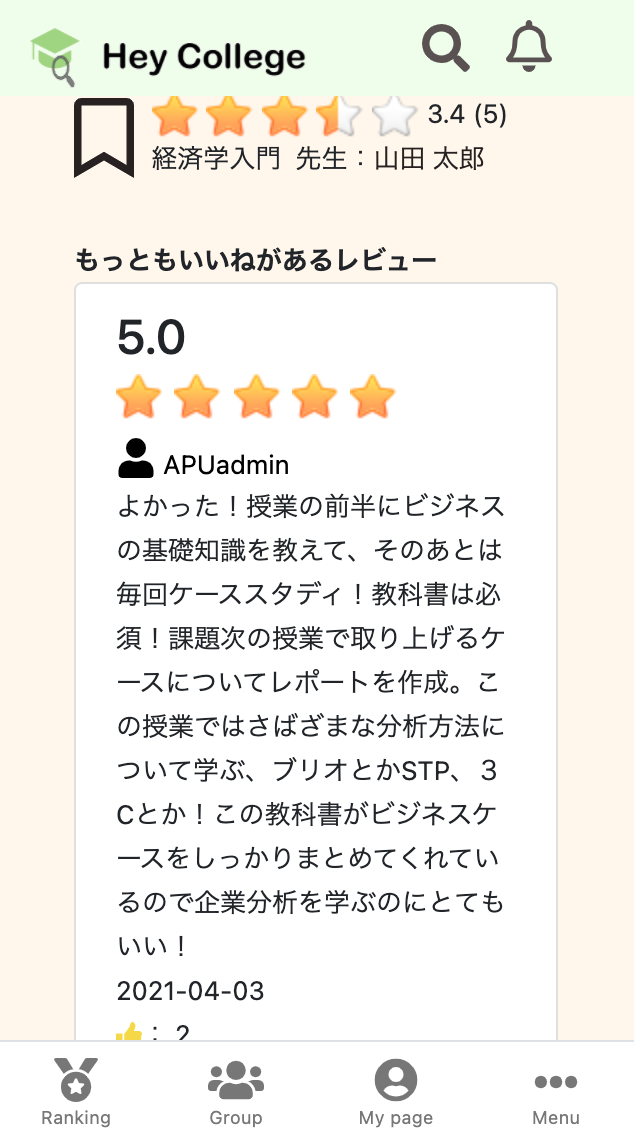 Hey College
3.4 (5)
経済学入門 先生：山田 太郎
もっともいいねがあるレビュー
5.0
APUadmin
よかった！授業の前半にビジネス
の基礎知識を教えて、そのあとは
毎回ケーススタディ！教科書は必
須！課題次の授業で取り上げるケ
ースについてレポートを作成。こ
の授業ではさばざまな分析方法に
ついて学ぶ、ブリオとかSTP、３
Cとか！この教科書がビジネスケ
ースをしっかりまとめてくれてい
るので企業分析を学ぶのにとても
いい！
2021-04-03
： 2
Ranking
Group
My page
Menu